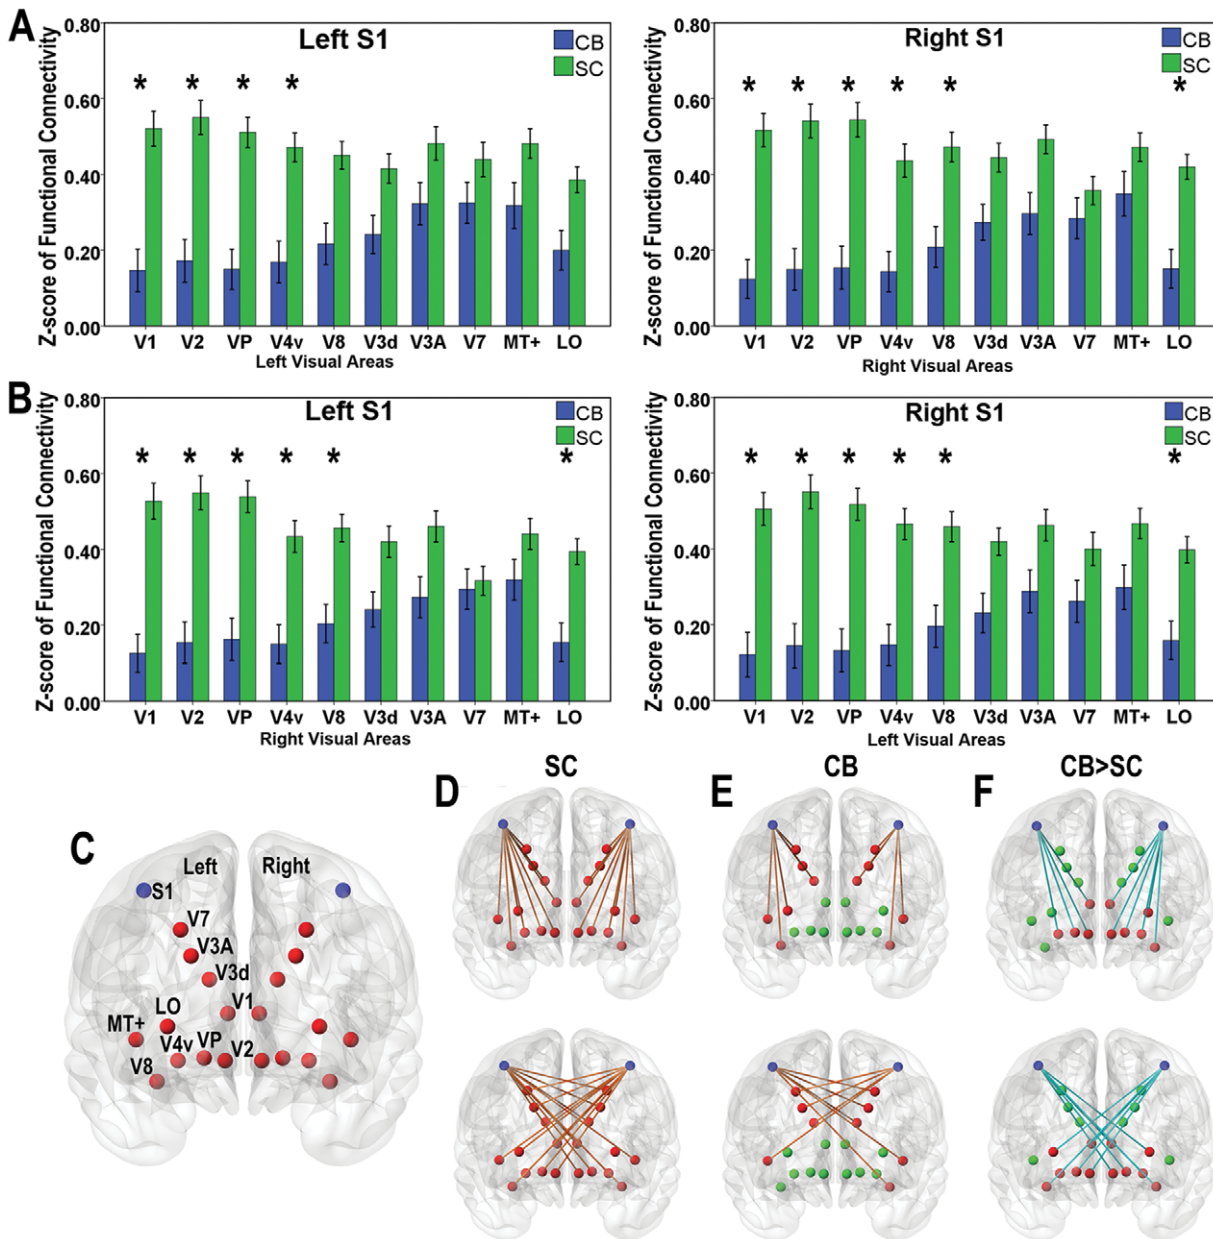 A
Left S1
CB
SC
Z-score of Functional Connectivity
0.80
0.60
0.40
0.20
0.00
* * * *
V1 V2 VP V4v V8 V3d V3A V7 MT+ LO
Left Visual Areas
Right S1
CB
SC
Z-score of Functional Connectivity
0.80
0.60
0.40
0.20
0.00
* * * * * *
V1 V2 VP V4v V8 V3d V3A V7 MT+ LO
Right Visual Areas
B
Left S1
CB
SC
Z-score of Functional Connectivity
0.80
0.60
0.40
0.20
0.00
* * * * * *
V1 V2 VP V4v V8 V3d V3A V7 MT+ LO
Right Visual Areas
Right S1
CB
SC
Z-score of Functional Connectivity
0.80
0.60
0.40
0.20
0.00
* * * * * *
V1 V2 VP V4v V8 V3d V3A V7 MT+ LO
Left Visual Areas
C
Left Right
S1
V7
V3A
V3d
V1
LO
MT+
V4v VP V2
V8
D
SC
E
CB
F
CB>SC